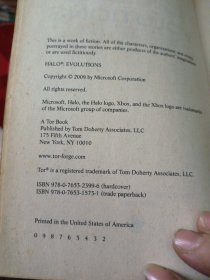 This is a work of fiction. All of the characters, organizations, and events
portrayed in these stories are either products of the authors' imaginations
or are used fictitiously.
HALO®: EVOLUTIONS
Copyright © 2009 by Microsoft Corporation
All rights reserved.
Microsoft, Halo, the Halo logo, Xbox, and the Xbox logo are trademarks
of the Microsoft group of companies.
A Tor Book
Published by Tom Doherty Associates, LLC
175 Fifth Avenue
New York, NY 10010
www.tor-forge.com
Tor® is a registered trademark of Tom Doherty Associates, LLC.
ISBN 978-0-7653-2399-6 (hardcover)
ISBN 978-0-7653-1573-1 (trade paperback)
Printed in the United States of America
0 9 8 7 6 5 4 3 2